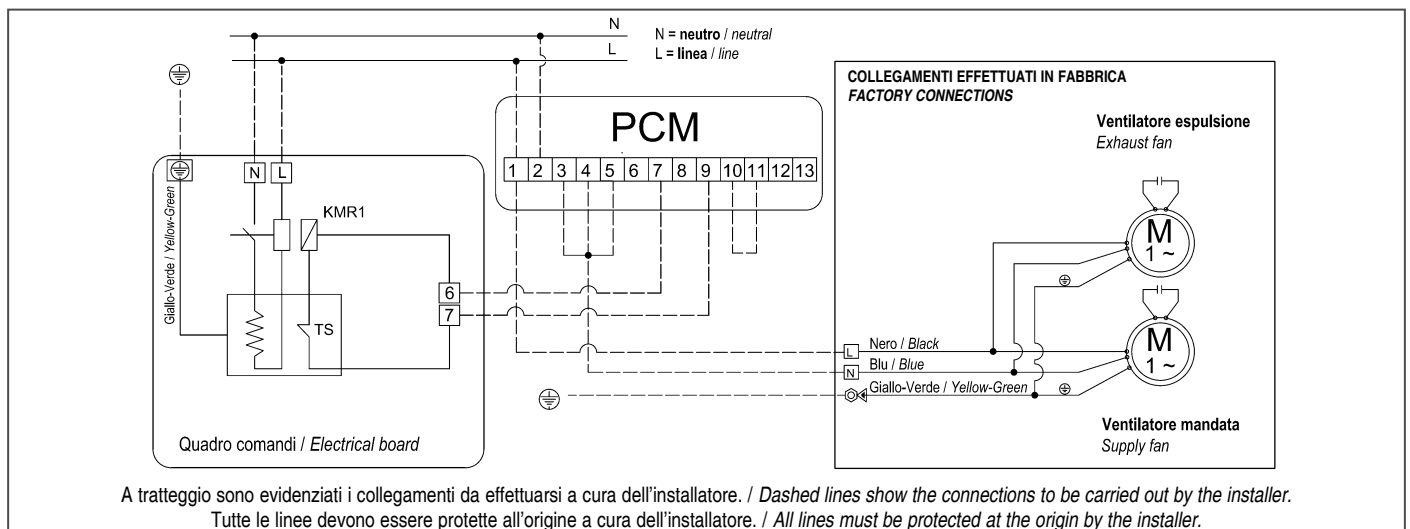 N
L
N = neutro / neutral
L = linea / line
COLLEGAMENTI EFFETTUATI IN FABBRICA
FACTORY CONNECTIONS
Ventilatore espulsione
Exhaust fan
M
1 ~
PCM
1 2 3 4 5 6 7 8 9 10 11 12 13
N L
KMR1
Giallo-Verde / Yellow-Green
6
7
TS
Quadro comandi / Electrical board
L Nero / Black
N Blu / Blue
Giallo-Verde / Yellow-Green
M
1 ~
Ventilatore mandata
Supply fan
A tratteggio sono evidenziati i collegamenti da effettuarsi a cura dell'installatore. / Dashed lines show the connections to be carried out by the installer.
Tutte le linee devono essere protette all'origine a cura dell'installatore. / All lines must be protected at the origin by the installer.